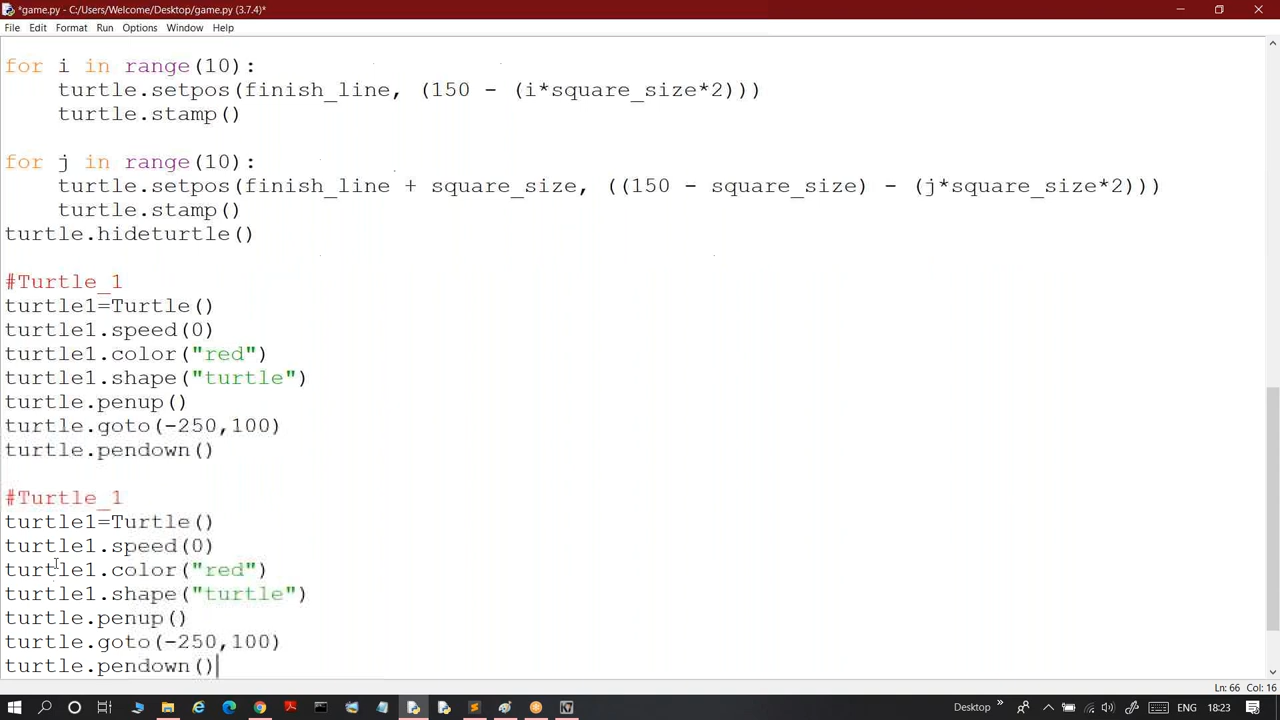 *game.py - C:/Users/Welcome/Desktop/game.py (3.7.4)*
File Edit Format Run Options Window Help
for i in range(10):
    turtle.setpos(finish_line, (150 - (i*square_size*2)))
    turtle.stamp()
for j in range(10):
    turtle.setpos(finish_line + square_size, ((150 - square_size) - (j*square_size*2)))
    turtle.stamp()
turtle.hideturtle()
#Turtle_1
turtle1=Turtle()
turtle1.speed(0)
turtle1.color("red")
turtle1.shape("turtle")
turtle.penup()
turtle.goto(-250,100)
turtle.pendown()
#Turtle_1
turtle1=Turtle()
turtle1.speed(0)
turtle1.color("red")
turtle1.shape("turtle")
turtle.penup()
turtle.goto(-250,100)
turtle.pendown()
Ln: 66 Col: 16
Desktop 18:23